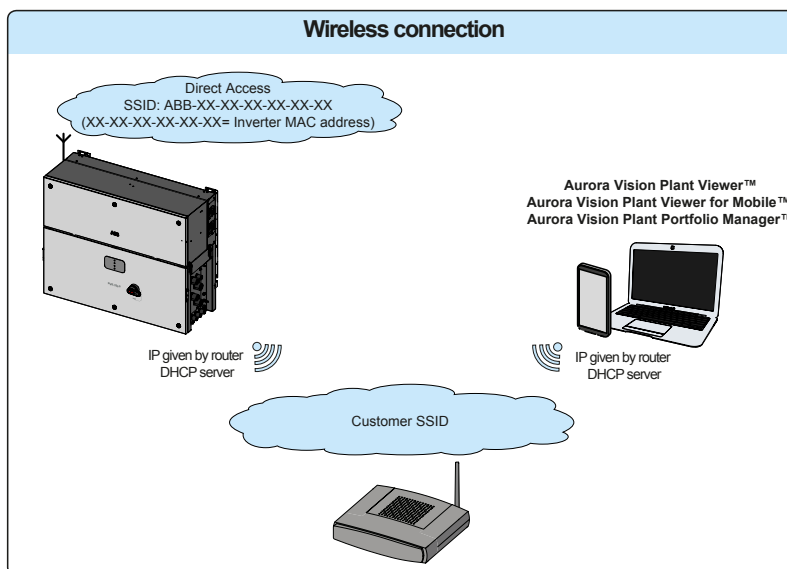 Wireless connection
Direct Access
SSID: ABB-XX-XX-XX-XX-XX-XX
(XX-XX-XX-XX-XX-XX= Inverter MAC address)
Aurora Vision Plant Viewer™
Aurora Vision Plant Viewer for Mobile™
Aurora Vision Plant Portfolio Manager™
ABB
IP given by router
DHCP server
IP given by router
DHCP server
Customer SSID